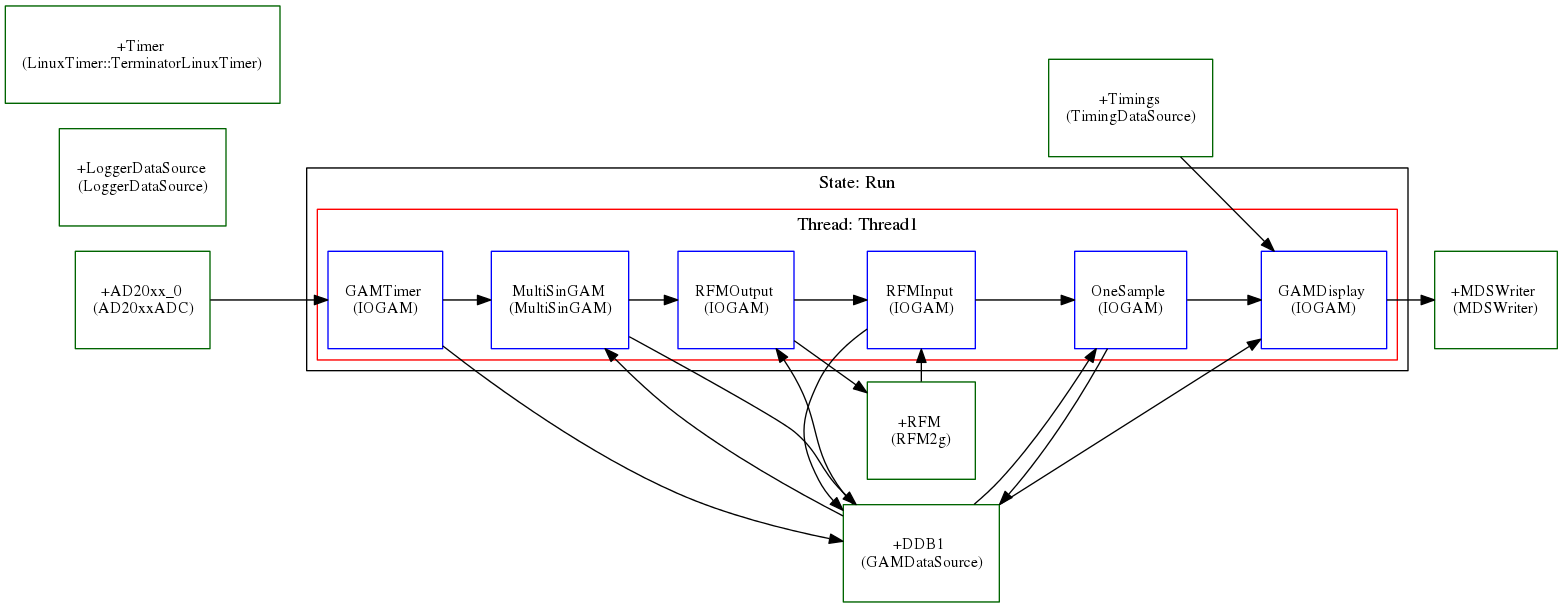 +Timer
(LinuxTimer::TerminatorLinuxTimer)
+Timings
(TimingDataSource)
+LoggerDataSource
(LoggerDataSource)
State: Run
Thread: Thread1
+AD20xx_0
(AD20xxADC)
GAMTimer
(IOGAM)
MultiSinGAM
(MultiSinGAM)
RFMOutput
(IOGAM)
RFMInput
(IOGAM)
OneSample
(IOGAM)
GAMDisplay
(IOGAM)
+MDSWriter
(MDSWriter)
+RFM
(RFM2g)
+DDB1
(GAMDataSource)